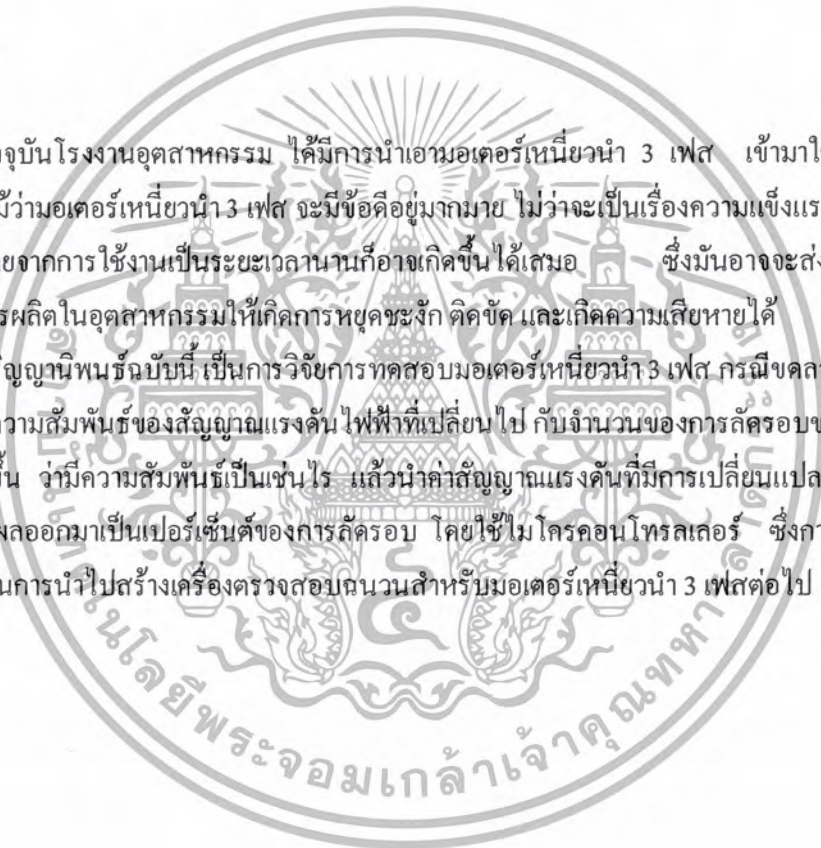 จจุบันโรงงานอุตสาหกรรม ได้มีการนำเอามอเตอร์เหนี่ยวนำ 3 เฟส เข้ามาใ
ม้ว่ามอเตอร์เหนี่ยวนำ 3 เฟส จะมีข้อดีอยู่มากมาย ไม่ว่าจะเป็นเรื่องความแข็งแร
ยจากการใช้งานเป็นระยะเวลานานก็อาจเกิดขึ้นได้เสมอ ซึ่งมันอาจจะส่ง
รผลิตในอุตสาหกรรมให้เกิดการหยุดชะงัก ติดขัด และเกิดความเสียหายได้
ญญานิพนธ์ฉบับนี้ เป็นการวิจัยการทดสอบมอเตอร์เหนี่ยวนำ 3 เฟส กรณีขดลา
วามสัมพันธ์ของสัญญาณแรงดันไฟฟ้าที่เปลี่ยนไป กับจำนวนของการลัดรอบข
ขึ้น ว่ามีความสัมพันธ์เป็นเช่นไร แล้วนำค่าสัญญาณแรงดันที่มีการเปลี่ยนแปล
ผลออกมาเป็นเปอร์เซ็นต์ของการลัดรอบ โดยใช้ไมโครคอนโทรลเลอร์ ซึ่งกา
นการนำไปสร้างเครื่องตรวจสอบฉนวนสำหรับมอเตอร์เหนี่ยวนำ 3 เฟสต่อไป
สถาบันเทคโนโลยีพระจอมเกล้าเจ้าคุณทหารลาดกระบัง